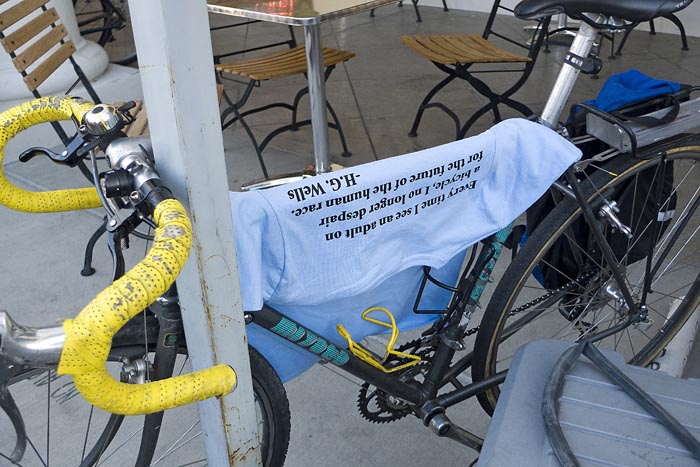 Every time I see an adult on
a bicycle, I no longer despair
for the future of the human race.
-H.G. Wells